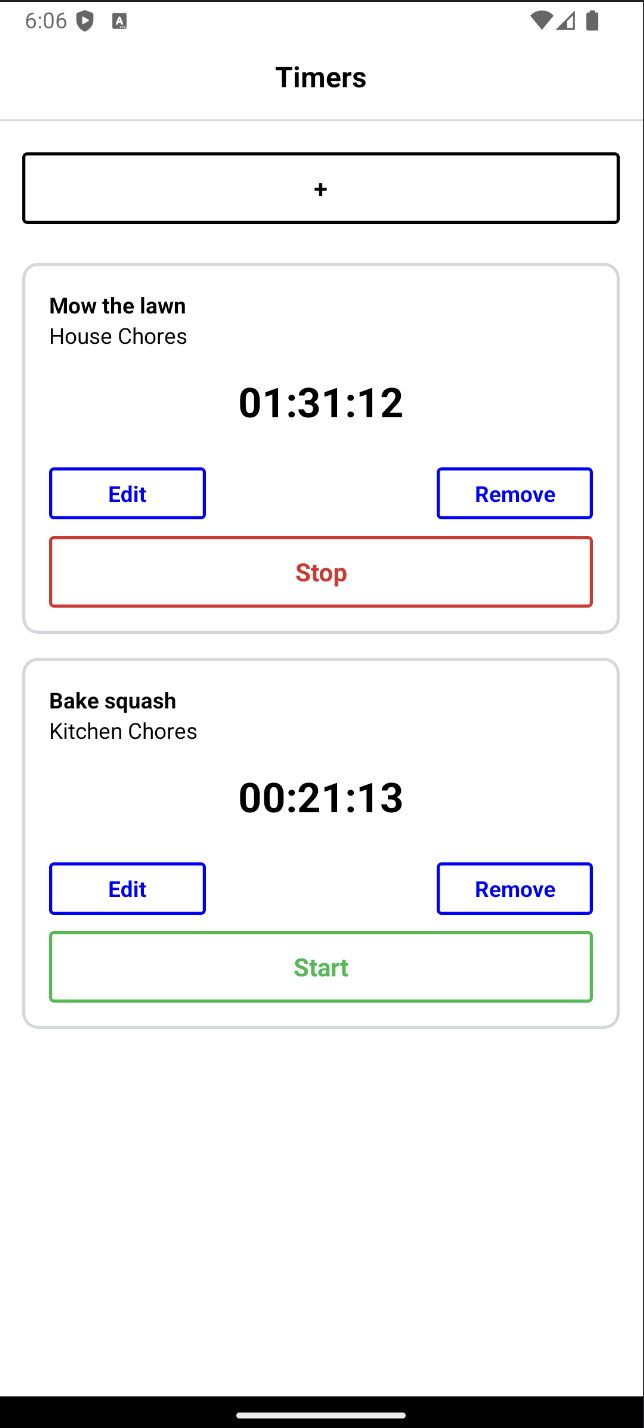 6:06
Timers
+
Mow the lawn
House Chores
01:31:12
Edit Remove
Stop
Bake squash
Kitchen Chores
00:21:13
Edit Remove
Start